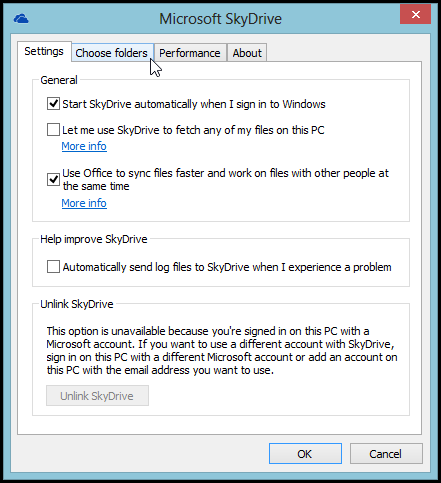 Microsoft SkyDrive
Settings
Choose folders
Performance
About
General
Start SkyDrive automatically when I sign in to Windows
Let me use SkyDrive to fetch any of my files on this PC
More info
Use Office to sync files faster and work on files with other people at
the same time
More info
Help improve SkyDrive
Automatically send log files to SkyDrive when I experience a problem
Unlink SkyDrive
This option is unavailable because you're signed in on this PC with a
Microsoft account. If you want to use a different account with SkyDrive,
sign in on this PC with a different Microsoft account or add an account on
this PC with the email address you want to use.
Unlink SkyDrive
OK
Cancel